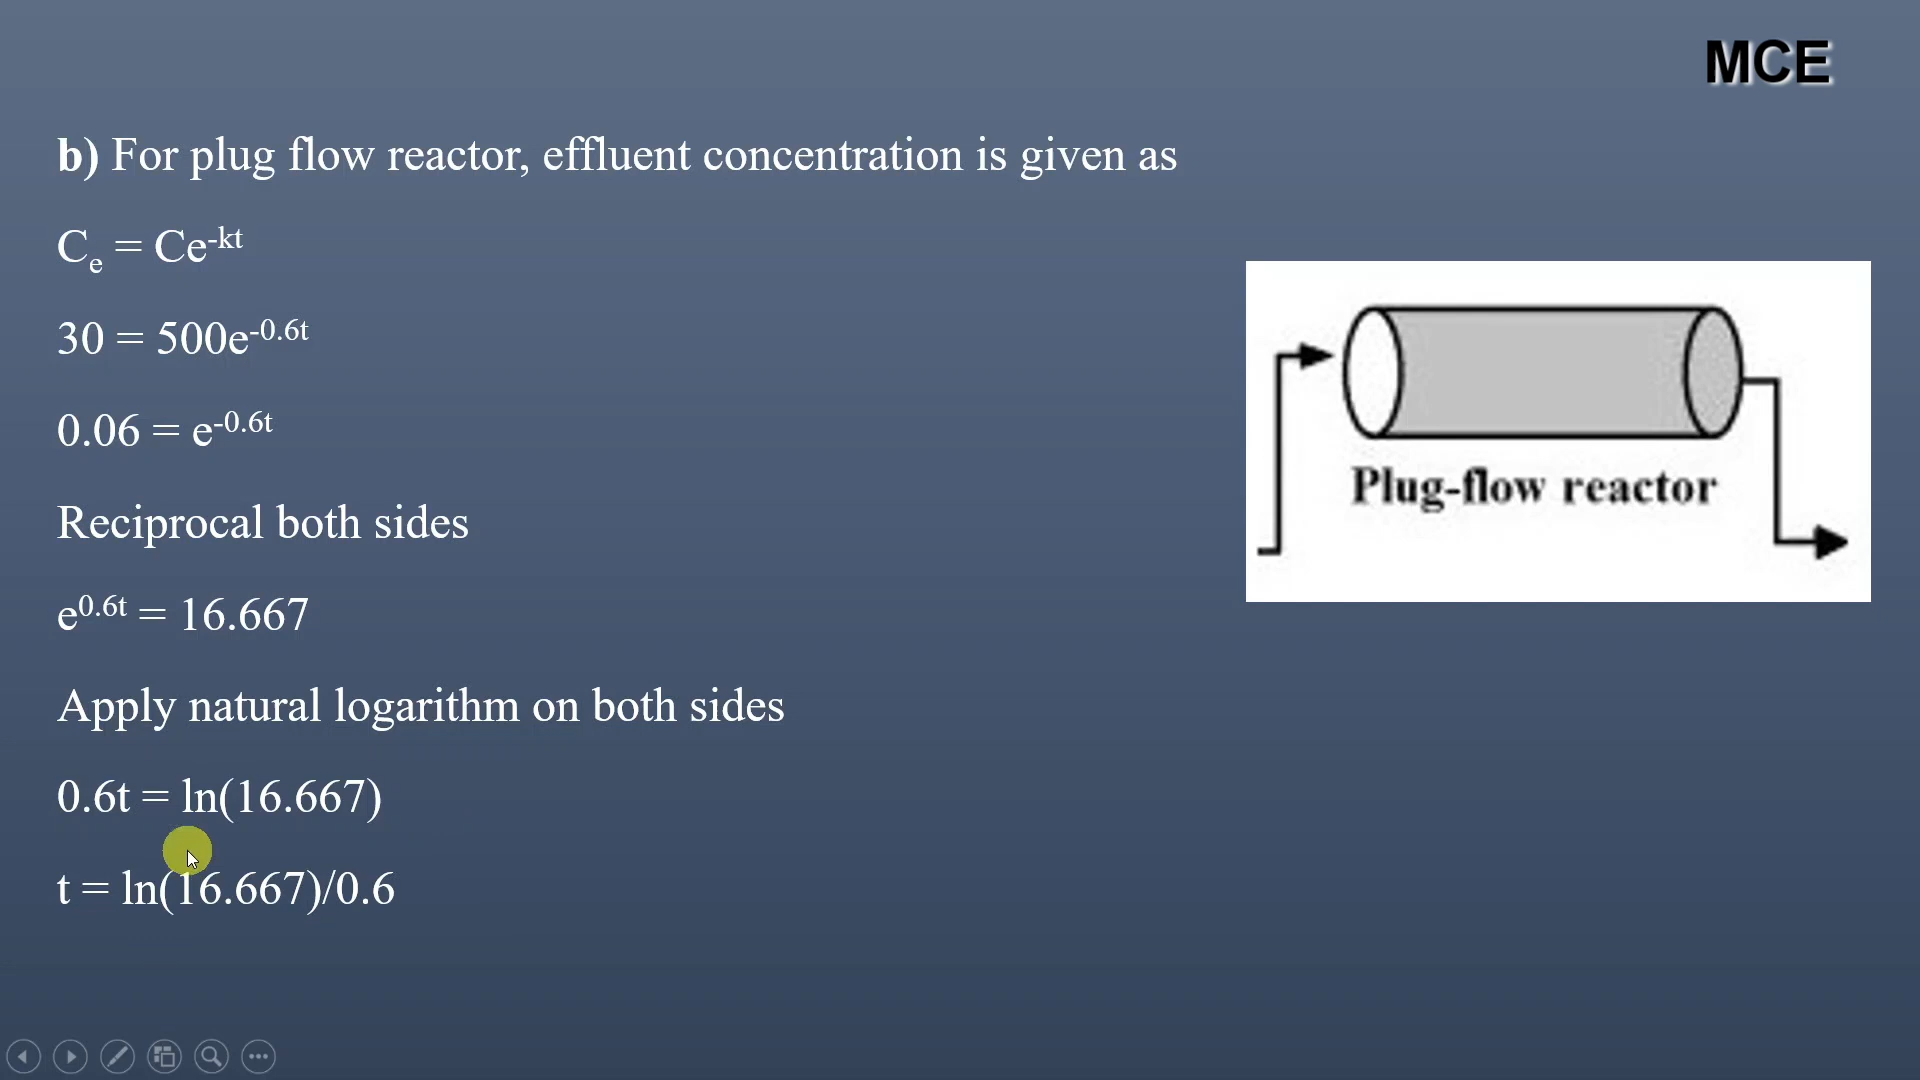 MCE
b) For plug flow reactor, effluent concentration is given as
Cₑ = Ce⁻ᵏᵗ
30 = 500e⁻⁰·⁶ᵗ
0.06 = e⁻⁰·⁶ᵗ
Reciprocal both sides
e⁰·⁶ᵗ = 16.667
Apply natural logarithm on both sides
0.6t = ln(16.667)
t = ln(16.667)/0.6
Plug-flow reactor